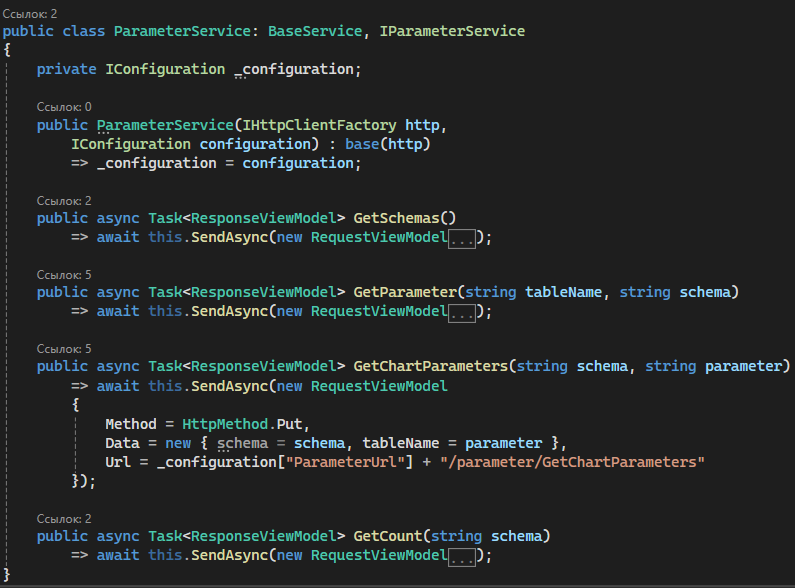 Ссылок: 2
public class ParameterService: BaseService, IParameterService
{
    private IConfiguration _configuration;
    Ссылок: 0
    public ParameterService(IHttpClientFactory http,
        IConfiguration configuration) : base(http)
        => _configuration = configuration;
    Ссылок: 2
    public async Task<ResponseViewModel> GetSchemas()
        => await this.SendAsync(new RequestViewModel...);
    Ссылок: 5
    public async Task<ResponseViewModel> GetParameter(string tableName, string schema)
        => await this.SendAsync(new RequestViewModel...);
    Ссылок: 5
    public async Task<ResponseViewModel> GetChartParameters(string schema, string parameter)
        => await this.SendAsync(new RequestViewModel
        {
            Method = HttpMethod.Put,
            Data = new { schema = schema, tableName = parameter },
            Url = _configuration["ParameterUrl"] + "/parameter/GetChartParameters"
        });
    Ссылок: 2
    public async Task<ResponseViewModel> GetCount(string schema)
        => await this.SendAsync(new RequestViewModel...);
}